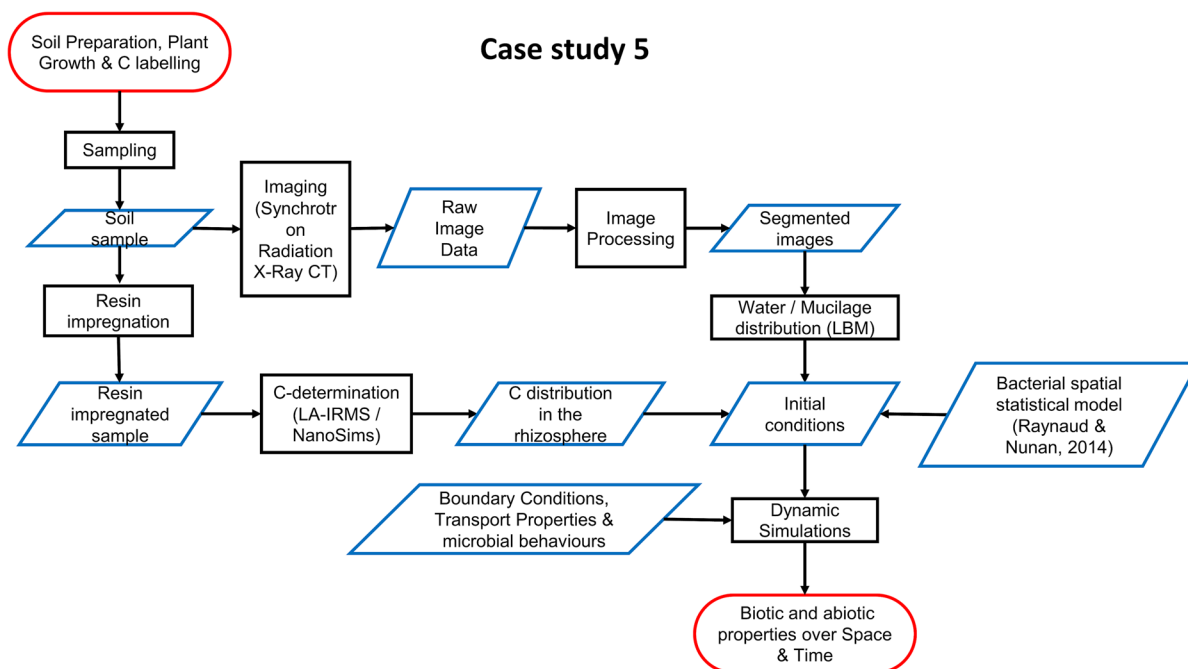 Case study 5
Soil Preparation, Plant
Growth & C labelling
Sampling
Soil
sample
Imaging
(Synchrotr
on
Radiation
X-Ray CT)
Raw
Image
Data
Image
Processing
Segmented
images
Resin
impregnation
Water / Mucilage
distribution (LBM)
Resin
impregnated
sample
C-determination
(LA-IRMS /
NanoSims)
C distribution
in the
rhizosphere
Initial
conditions
Bacterial spatial
statistical model
(Raynaud &
Nunan, 2014)
Boundary Conditions,
Transport Properties &
microbial behaviours
Dynamic
Simulations
Biotic and abiotic
properties over Space
& Time